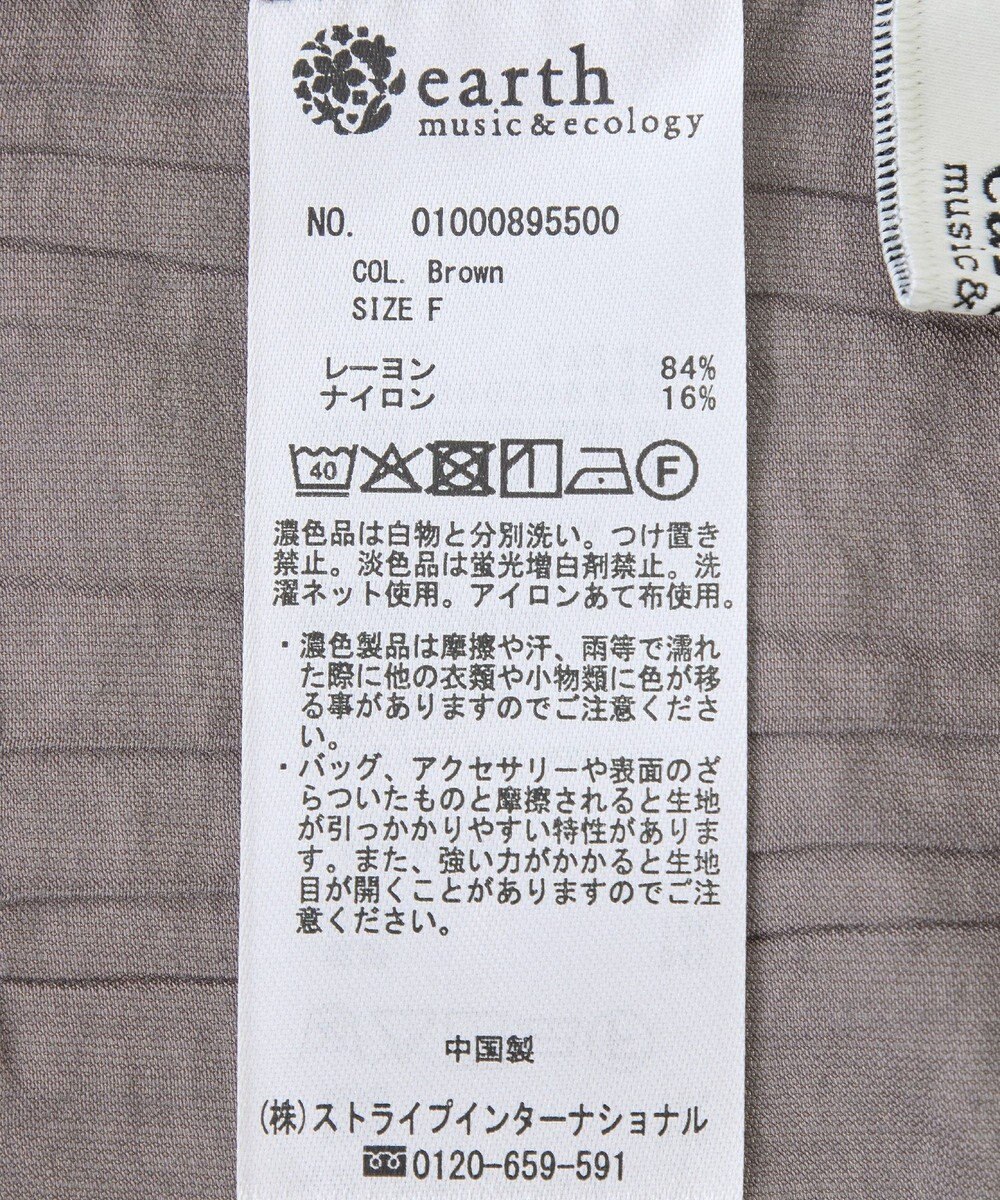 earth
music&ecology
NO. 01000895500
COL. Brown
SIZE F
レーヨン 84%
ナイロン 16%
40 F
濃色品は白物と分別洗い。つけ置き
禁止。淡色品は蛍光増白剤禁止。洗
濯ネット使用。アイロンあて布使用。
・濃色製品は摩擦や汗、雨等で濡れ
た際に他の衣類や小物類に色が移
る事がありますのでご注意くださ
い。
・バッグ、アクセサリーや表面のざ
らついたものと摩擦されると生地
が引っかかりやすい特性がありま
す。また、強い力がかかると生地
目が開くことがありますのでご注
意ください。
中国製
(株)ストライプインターナショナル
0120-659-591
music&